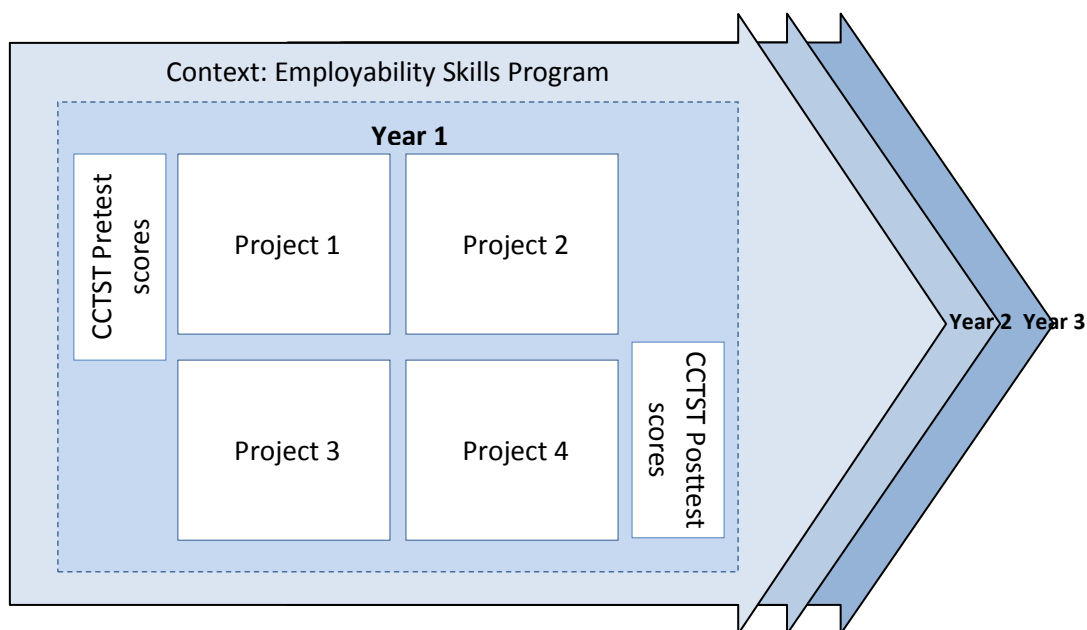 Context: Employability Skills Program
Year 1
CCTST Pretest
scores
Project 1
Project 2
Year 2
Year 3
Project 3
Project 4
CCTST Posttest
scores